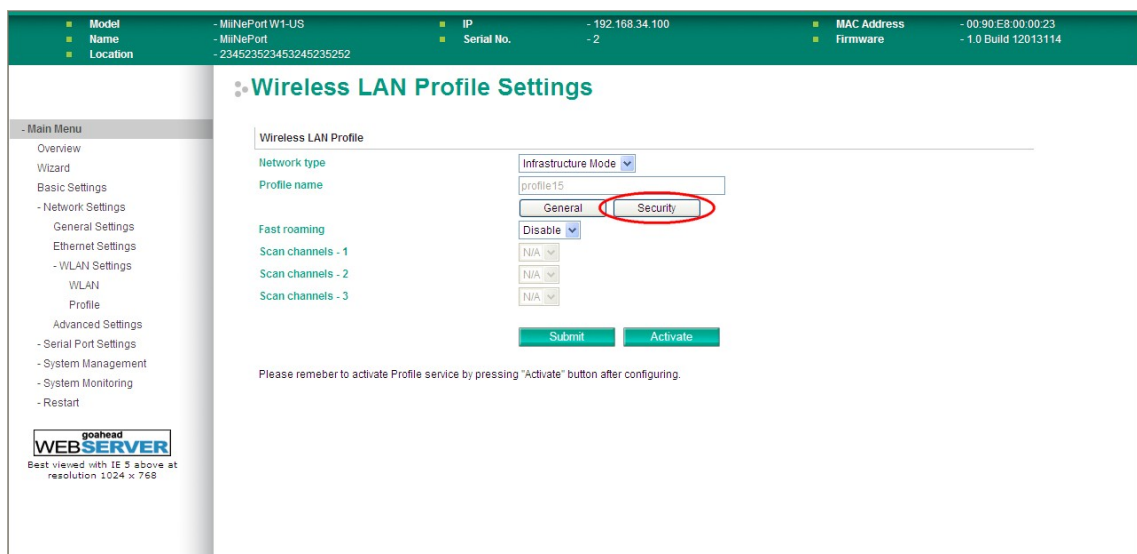 Model - MiiNePort W1-US IP - 192.168.34.100 MAC Address - 00:90:E8:00:00:23
Name - MiiNePort Serial No. - 2 Firmware - 1.0 Build 12013114
Location - 234523523453245235252
Wireless LAN Profile Settings
- Main Menu
Overview
Wizard
Basic Settings
- Network Settings
General Settings
Ethernet Settings
- WLAN Settings
WLAN
Profile
Advanced Settings
- Serial Port Settings
- System Management
- System Monitoring
- Restart
goahead
WEBSERVER
Best viewed with IE 5 above at
resolution 1024 x 768
Wireless LAN Profile
Network type Infrastructure Mode
Profile name profile15
General Security
Fast roaming Disable
Scan channels - 1 N/A
Scan channels - 2 N/A
Scan channels - 3 N/A
Submit Activate
Please remeber to activate Profile service by pressing "Activate" button after configuring.